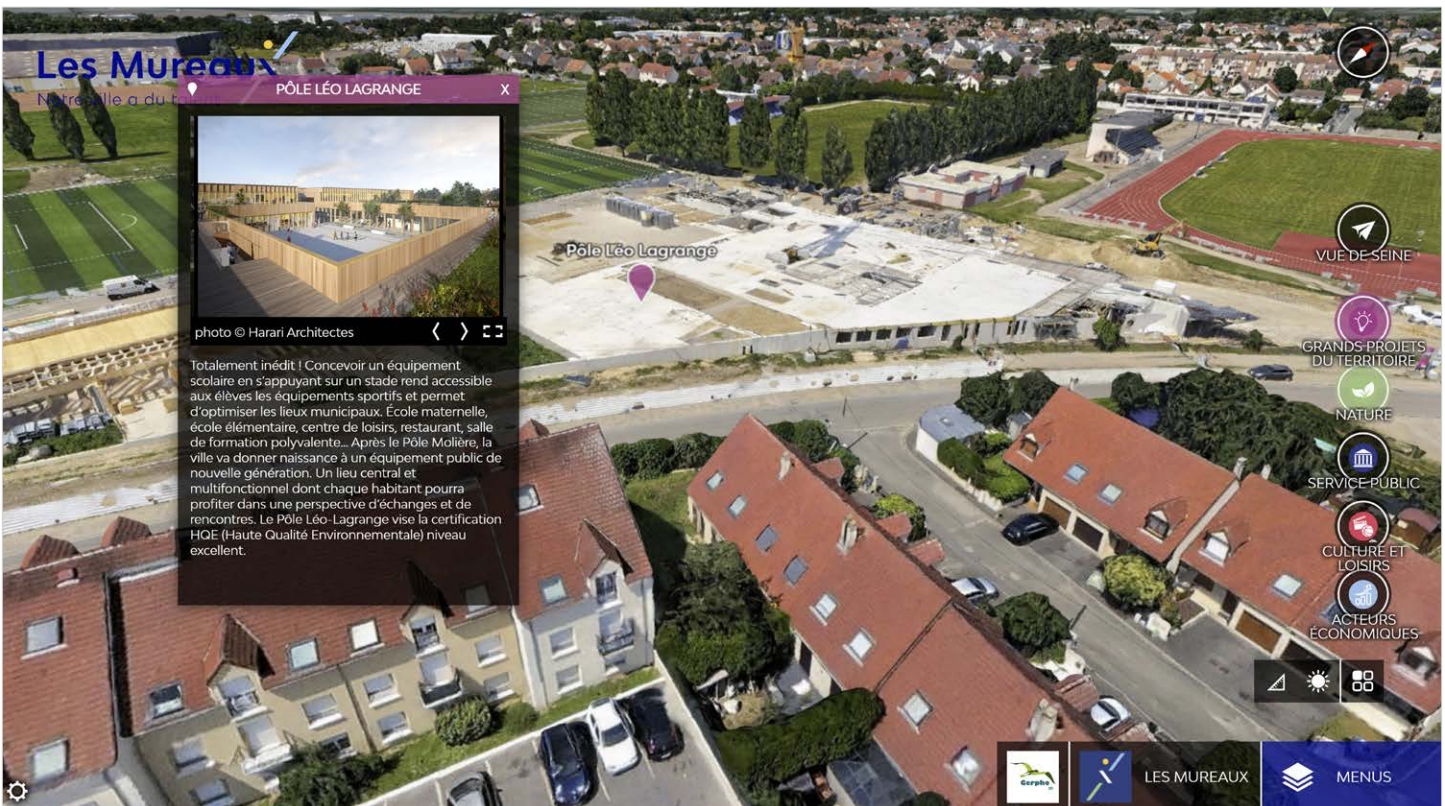 Les Mureaux
Notre ville a du talent
PÔLE LÉO LAGRANGE
X
photo © Harari Architectes
Totalement inédit ! Concevoir un équipement
scolaire en s'appuyant sur un stade rend accessible
aux élèves les équipements sportifs et permet
d'optimiser les lieux municipaux. École maternelle,
école élémentaire, centre de loisirs, restaurant, salle
de formation polyvalente... Après le Pôle Molière, la
ville va donner naissance à un équipement public de
nouvelle génération. Un lieu central et
multifonctionnel dont chaque habitant pourra
profiter dans une perspective d'échanges et de
rencontres. Le Pôle Léo-Lagrange vise la certification
HQE (Haute Qualité Environnementale) niveau
excellent.
Pôle Léo Lagrange
VUE DE SEINE
GRANDS PROJETS
DU TERRITOIRE
NATURE
SERVICE PUBLIC
CULTURE ET
LOISIRS
ACTEURS
ÉCONOMIQUES
Gerpho
LES MUREAUX
MENUS